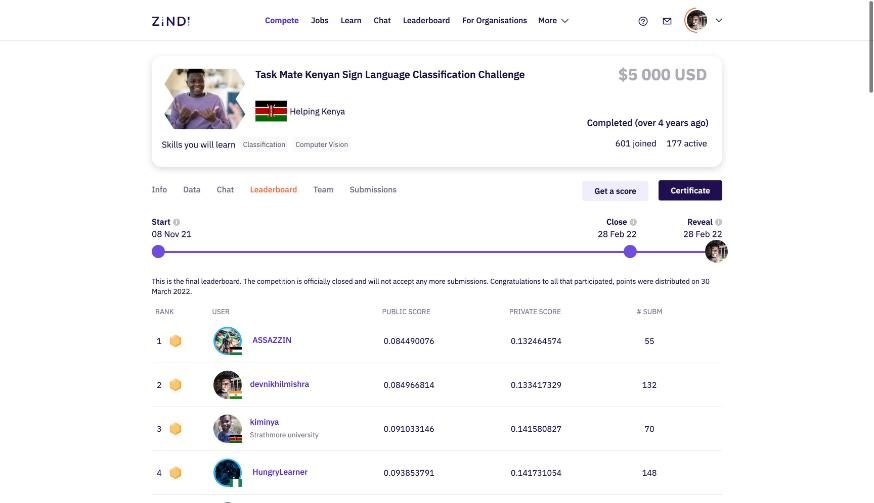 ZiNDi
Compete Jobs Learn Chat Leaderboard For Organisations More
Task Mate Kenyan Sign Language Classification Challenge
$5 000 USD
Helping Kenya
Completed (over 4 years ago)
Skills you will learn Classification Computer Vision
601 joined 177 active
Info Data Chat Leaderboard Team Submissions
Get a score Certificate
Start Close Reveal
08 Nov 21 28 Feb 22 28 Feb 22
This is the final leaderboard. The competition is officially closed and will not accept any more submissions. Congratulations to all that participated, points were distributed on 30
March 2022.
RANK USER PUBLIC SCORE PRIVATE SCORE # SUBM
1 ASSAZZIN 0.084490076 0.132464574 55
2 devnikhilmishra 0.084966814 0.133417329 132
3 kiminya 0.091033146 0.141580827 70
Strathmore university
4 HungryLearner 0.093853791 0.141731054 148